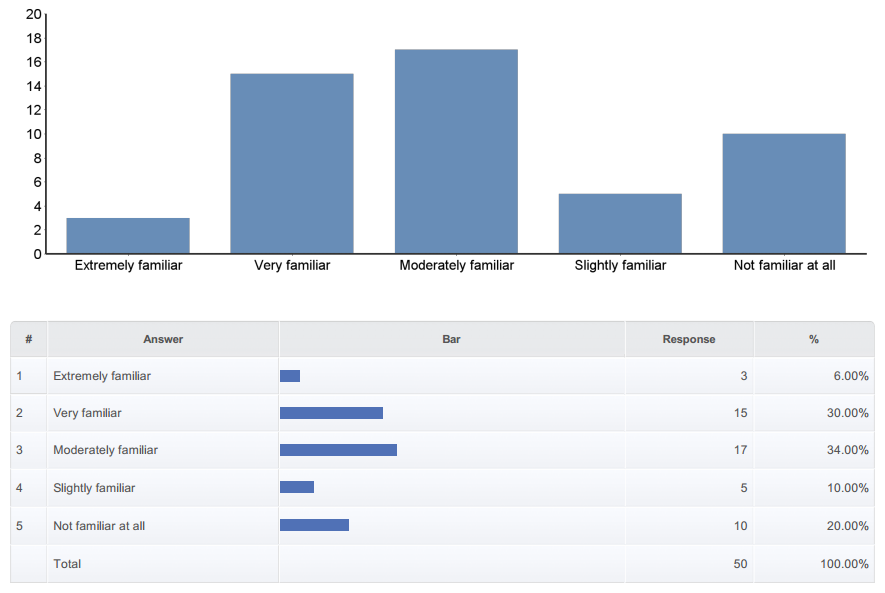 20
18
16
14
12
10
8
6
4
2
0
Extremely familiar Very familiar Moderately familiar Slightly familiar Not familiar at all
# Answer Bar Response %
1 Extremely familiar 3 6.00%
2 Very familiar 15 30.00%
3 Moderately familiar 17 34.00%
4 Slightly familiar 5 10.00%
5 Not familiar at all 10 20.00%
Total 50 100.00%